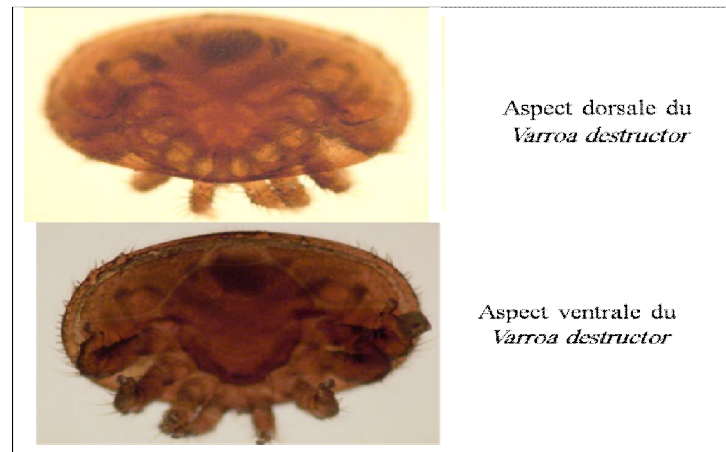 Aspect dorsale du
Varroa destructor
Aspect ventrale du
Varroa destructor